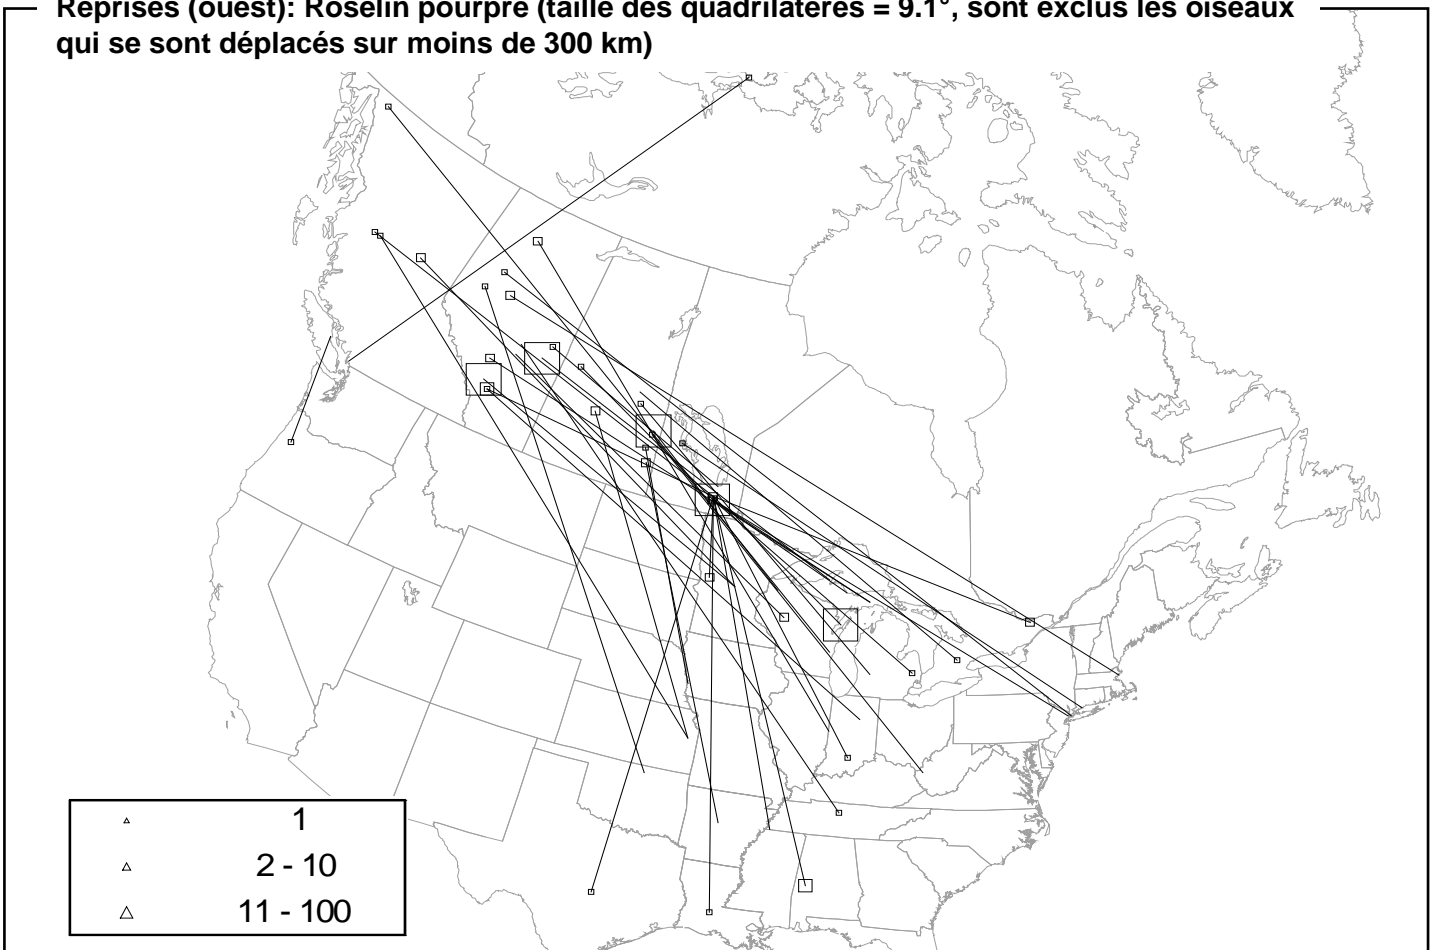 Reprises (ouest): Roselin pourpré (taille des quadrilatères = 9.1°, sont exclus les oiseaux
qui se sont déplacés sur moins de 300 km)
1
2 - 10
11 - 100